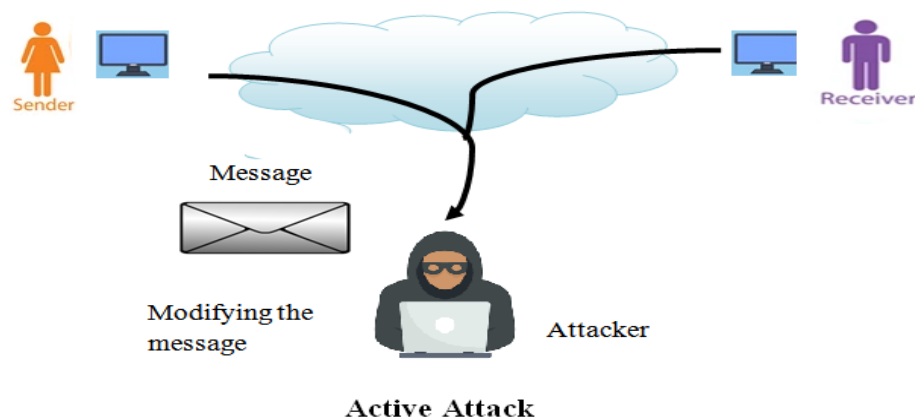 Sender
Receiver
Message
Modifying the
message
Attacker
Active Attack